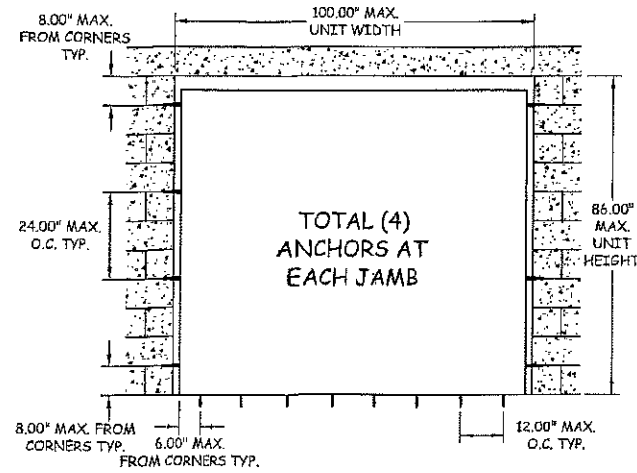 8.00" MAX.
FROM CORNERS
TYP.
100.00" MAX.
UNIT WIDTH
24.00" MAX.
O.C. TYP.
TOTAL (4)
ANCHORS AT
EACH JAMB
86.00"
MAX.
UNIT
HEIGHT
8.00" MAX. FROM
CORNERS TYP.
6.00" MAX.
FROM CORNERS TYP.
12.00" MAX.
O.C. TYP.